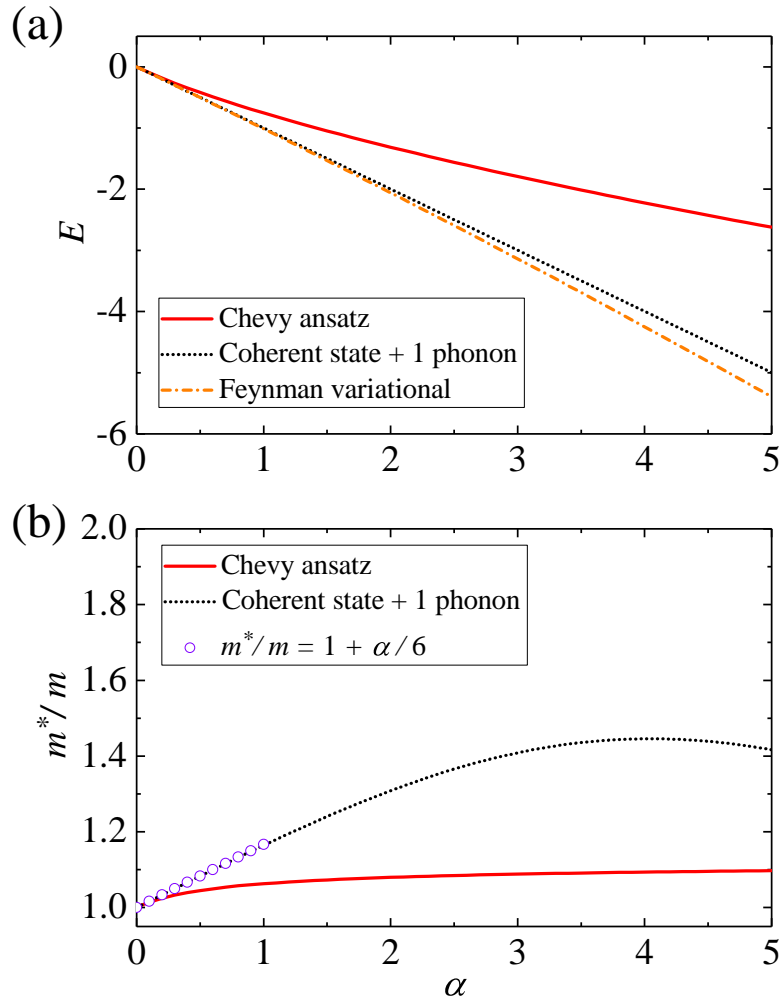 (a)
0
-2
-4
-6
E
Chevy ansatz
Coherent state + 1 phonon
Feynman variational
0 1 2 3 4 5
(b)
2.0
1.8
1.6
1.4
1.2
1.0
m*/ m
Chevy ansatz
Coherent state + 1 phonon
m*/ m = 1 + α / 6
0 1 2 3 4 5
α